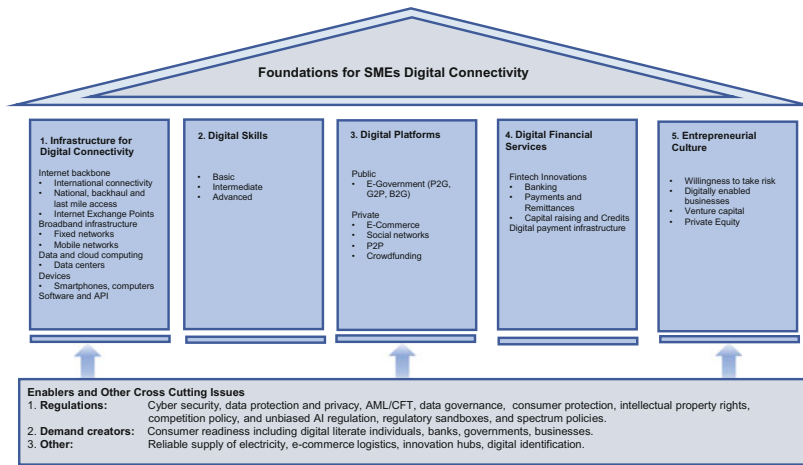 Foundations for SMEs Digital Connectivity
1. Infrastructure for
Digital Connectivity
Internet backbone
• International connectivity
• National, backhaul and
last mile access
• Internet Exchange Points
Broadband infrastructure
• Fixed networks
• Mobile networks
Data and cloud computing
• Data centers
Devices
• Smartphones, computers
Software and API
2. Digital Skills
• Basic
• Intermediate
• Advanced
3. Digital Platforms
Public
• E-Government (P2G,
G2P, B2G)
Private
• E-Commerce
• Social networks
• P2P
• Crowdfunding
4. Digital Financial
Services
Fintech Innovations
• Banking
• Payments and
Remittances
• Capital raising and Credits
Digital payment infrastructure
5. Entrepreneurial
Culture
• Willingness to take risk
• Digitally enabled
businesses
• Venture capital
• Private Equity
Enablers and Other Cross Cutting Issues
1. Regulations: Cyber security, data protection and privacy, AML/CFT, data governance, consumer protection, intellectual property rights,
competition policy, and unbiased AI regulation, regulatory sandboxes, and spectrum policies.
2. Demand creators: Consumer readiness including digital literate individuals, banks, governments, businesses.
3. Other: Reliable supply of electricity, e-commerce logistics, innovation hubs, digital identification.